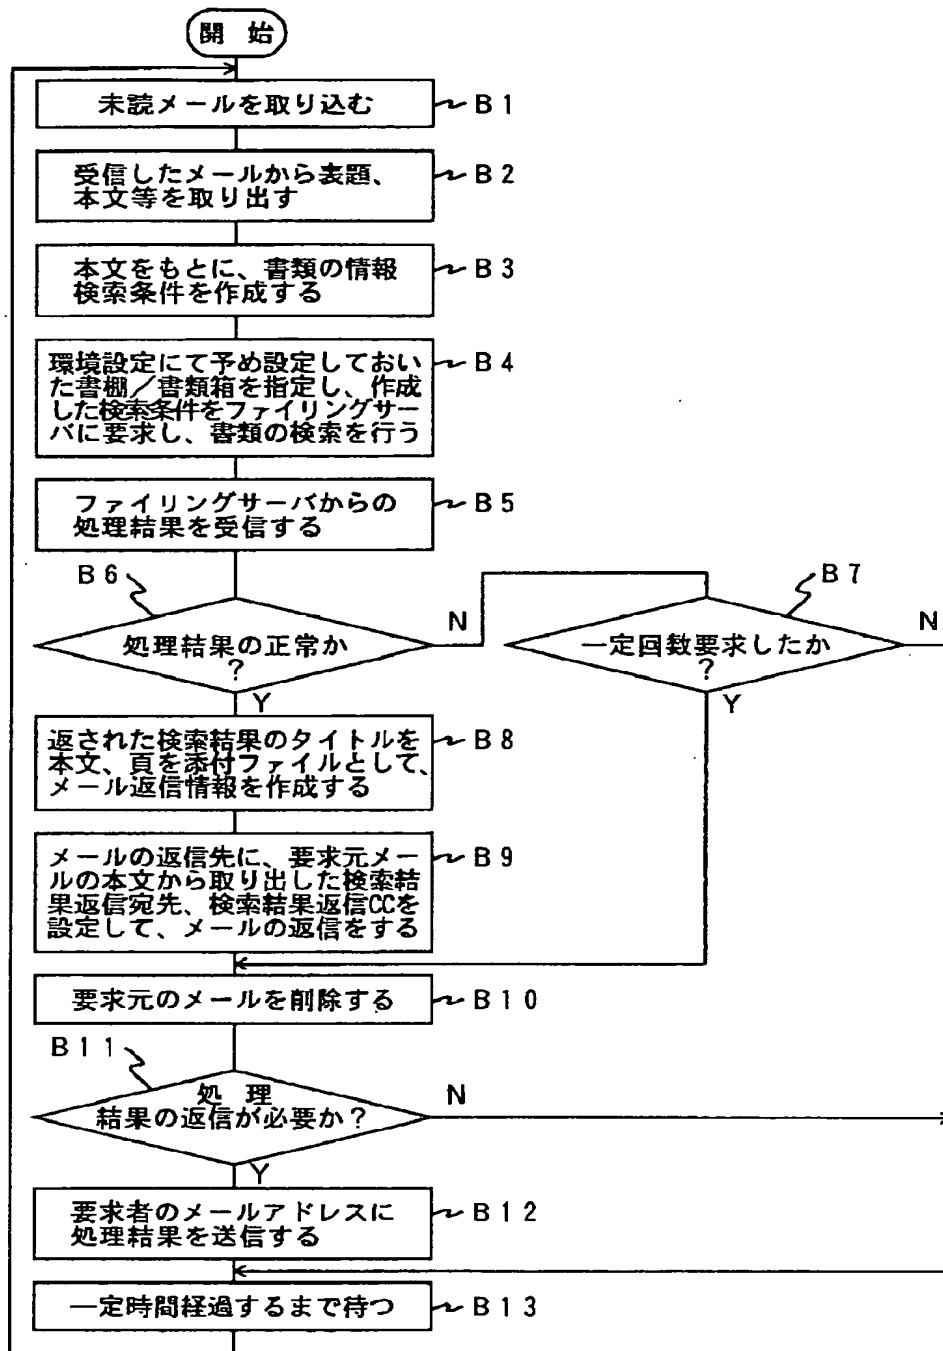 開 始
未読メールを取り込む
B1
受信したメールから表題、
本文等を取り出す
B2
本文をもとに、書類の情報
検索条件を作成する
B3
環境設定にて予め設定しておい
た書棚／書類箱を指定し、作成
した検索条件をファイリングサー
バに要求し、書類の検索を行う
B4
ファイリングサーバからの
処理結果を受信する
B5
B6
処理結果の正常か
?
N
Y
B7
一定回数要求したか
?
N
Y
返された検索結果のタイトルを
本文、頁を添付ファイルとして、
メール返信情報を作成する
B8
メールの返信先に、要求元メー
ルの本文から取り出した検索結
果返信宛先、検索結果返信CCを
設定して、メールの返信をする
B9
要求元のメールを削除する
B10
B11
処 理
結果の返信が必要か?
N
Y
要求者のメールアドレスに
処理結果を送信する
B12
一定時間経過するまで待つ
B13